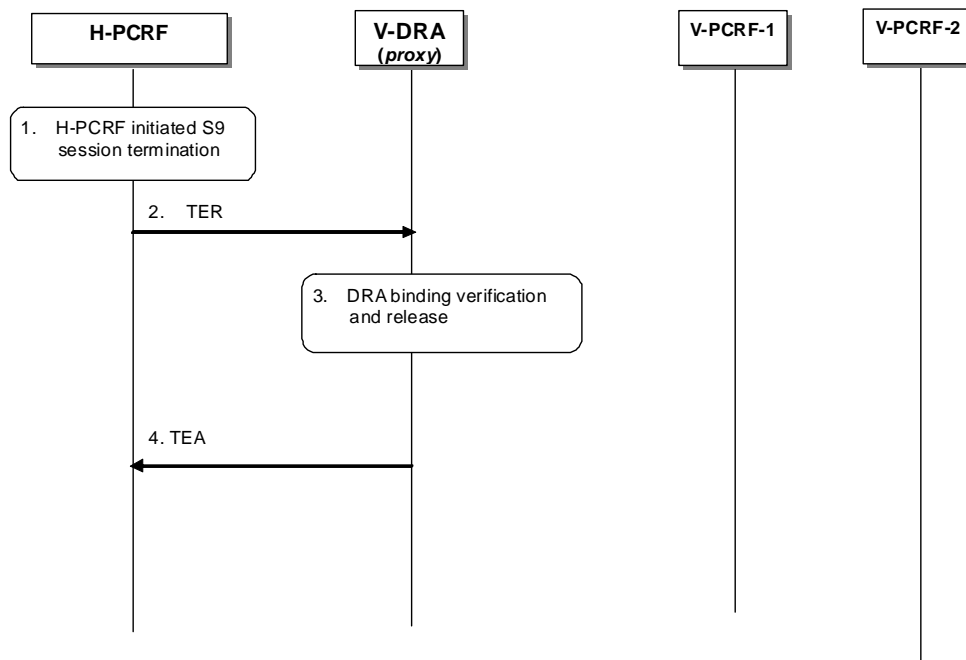 H-PCRF
V-DRA
(proxy)
V-PCRF-1
V-PCRF-2
1. H-PCRF initiated S9
session termination
2. TER
3. DRA binding verification
and release
4. TEA